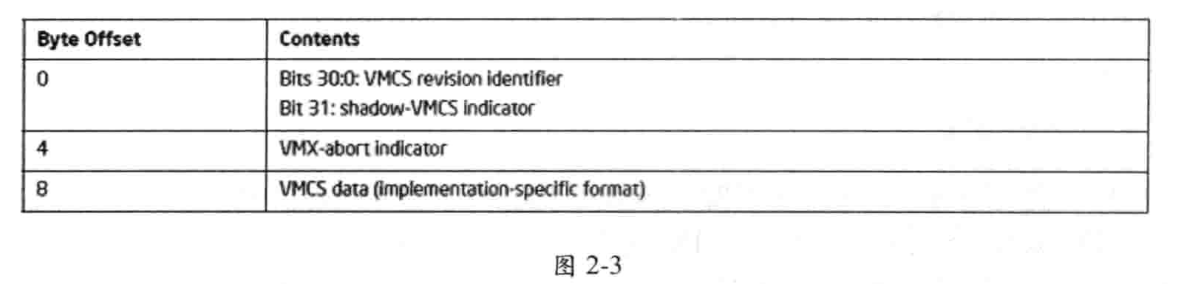 Byte Offset Contents
0 Bits 30:0: VMCS revision identifier
Bit 31: shadow-VMCS indicator
4 VMX-abort indicator
8 VMCS data (implementation-specific format)
图 2-3